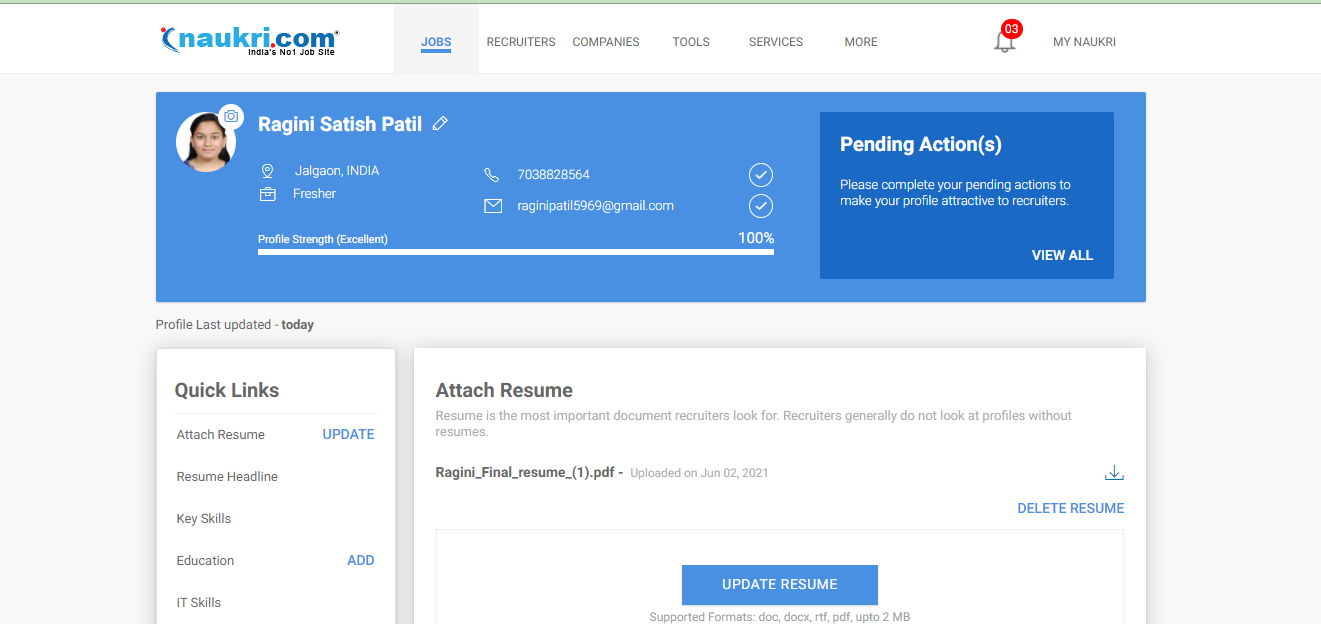 naukri.com
India's No1 Job Site
JOBS
RECRUITERS
COMPANIES
TOOLS
SERVICES
MORE
03
MY NAUKRI
Ragini Satish Patil
Jalgaon, INDIA
Fresher
7038828564
raginipatil5969@gmail.com
Profile Strength (Excellent)
100%
Pending Action(s)
Please complete your pending actions to
make your profile attractive to recruiters.
VIEW ALL
Profile Last updated - today
Quick Links
Attach Resume UPDATE
Resume Headline
Key Skills
Education ADD
IT Skills
Attach Resume
Resume is the most important document recruiters look for. Recruiters generally do not look at profiles without
resumes.
Ragini_Final_resume_(1).pdf - Uploaded on Jun 02, 2021
DELETE RESUME
UPDATE RESUME
Supported Formats: doc, docx, rtf, pdf, upto 2 MB